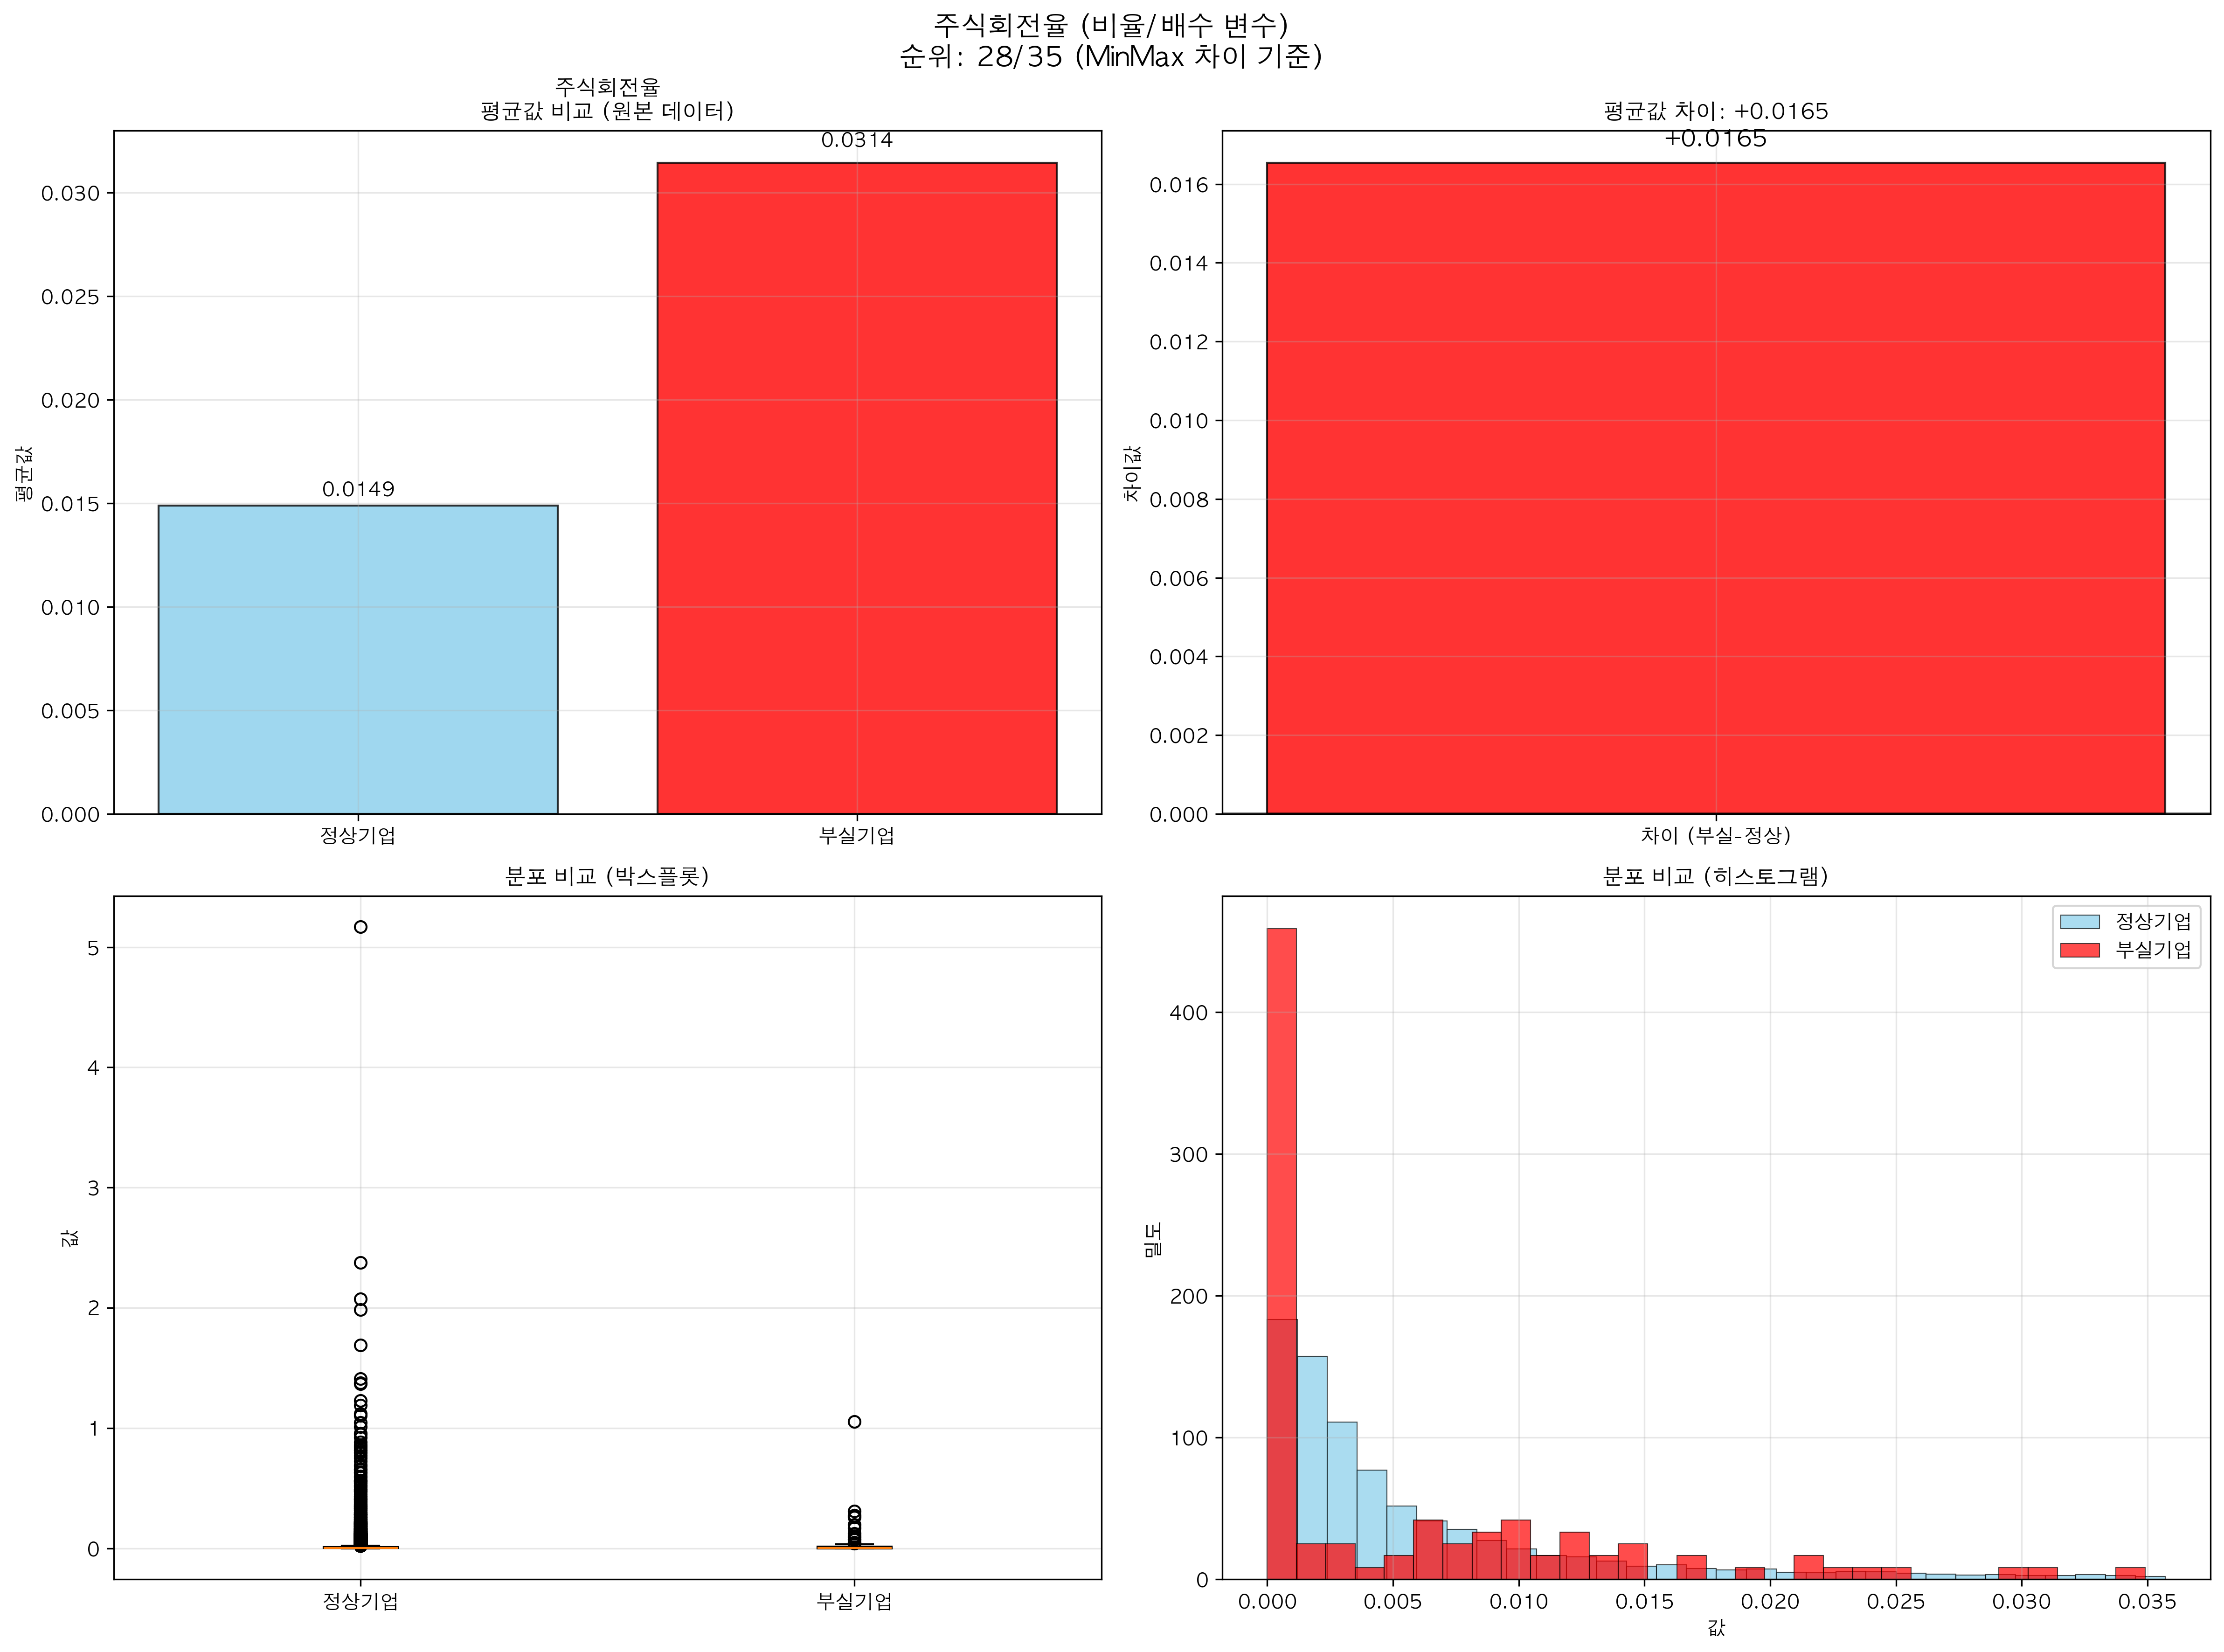 주식회전율 (비율/배수 변수)
순위: 28/35 (MinMax 차이 기준)
주식회전율
평균값 비교 (원본 데이터)
평균값
0.030
0.025
0.020
0.015
0.010
0.005
0.000
0.0149
0.0314
정상기업
부실기업
평균값 차이: +0.0165
+0.0165
차이값
0.016
0.014
0.012
0.010
0.008
0.006
0.004
0.002
0.000
차이 (부실-정상)
분포 비교 (박스플롯)
값
5
4
3
2
1
0
정상기업
부실기업
분포 비교 (히스토그램)
정상기업
부실기업
밀도
400
300
200
100
0
0.000
0.005
0.010
0.015
0.020
0.025
0.030
0.035
값